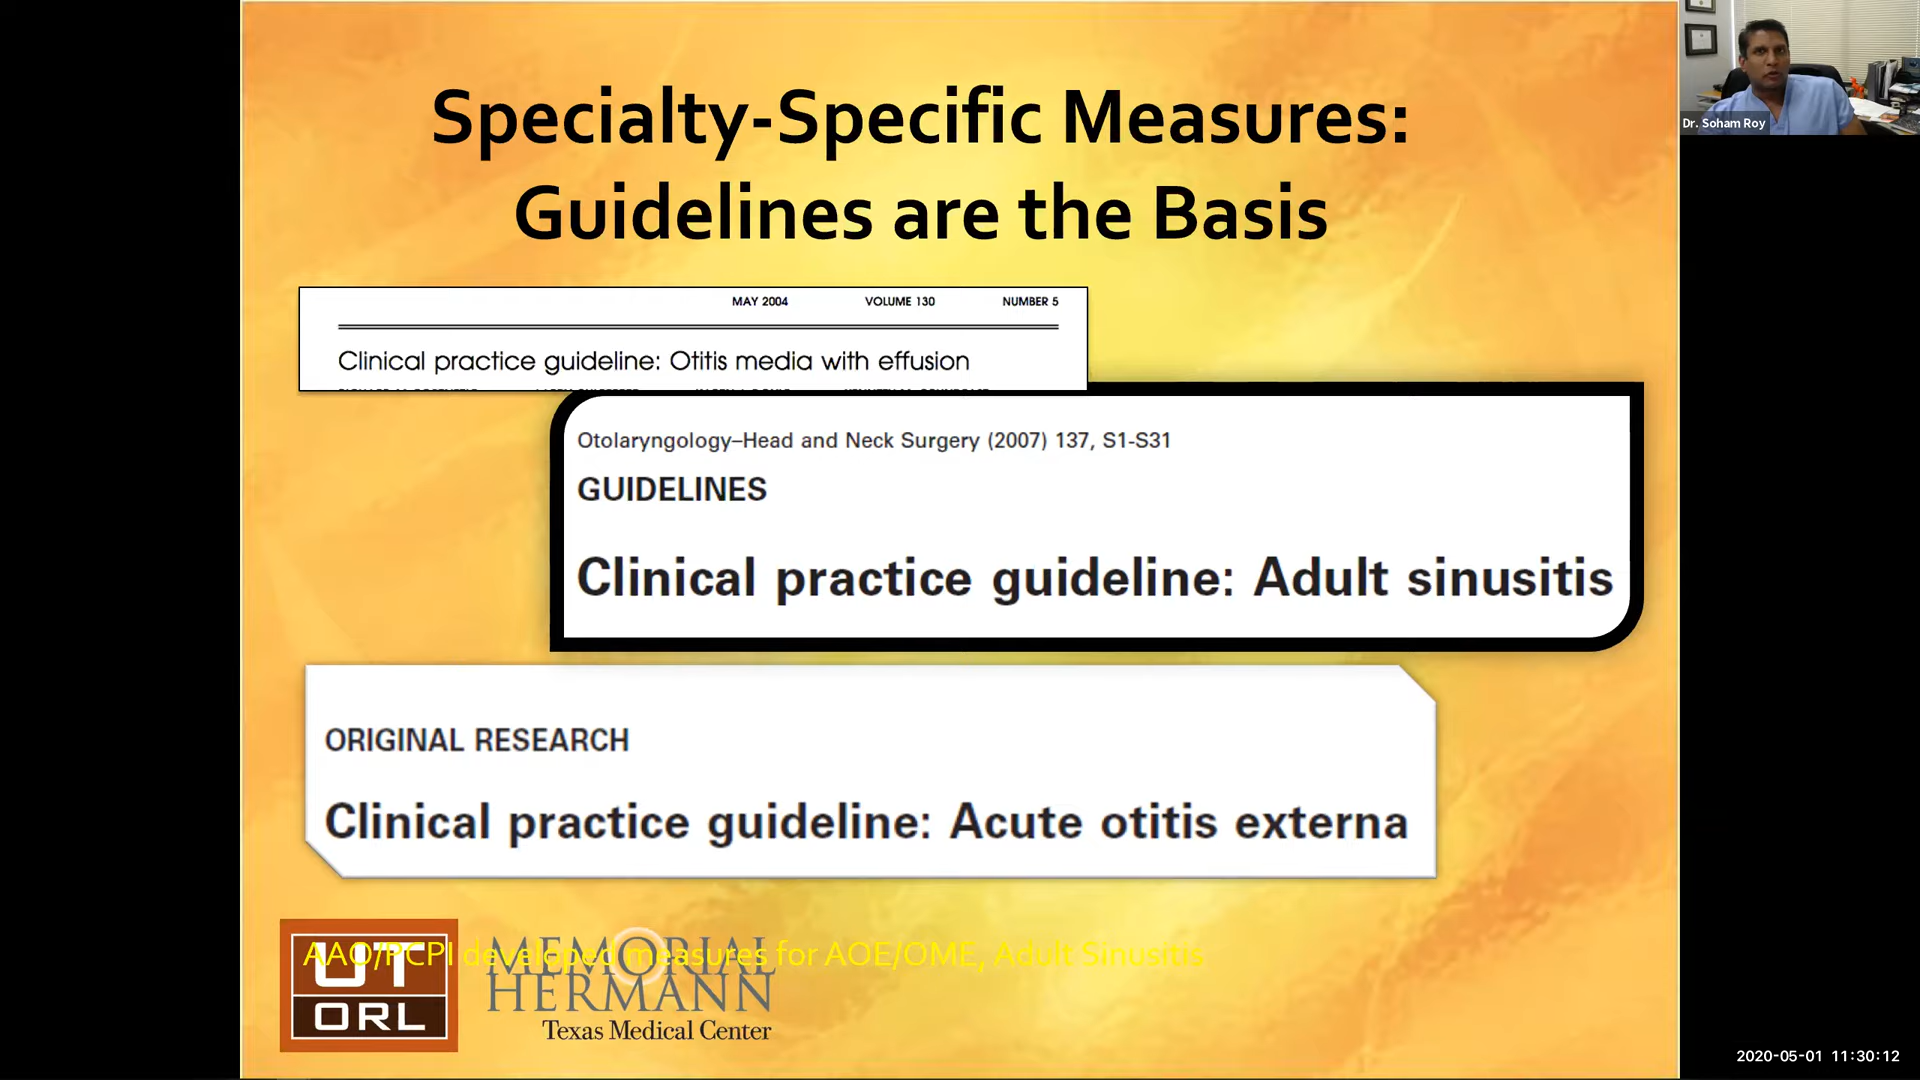 Specialty-Specific Measures:
Guidelines are the Basis
MAY 2004 VOLUME 130 NUMBER 5
Clinical practice guideline: Otitis media with effusion
Otolaryngology–Head and Neck Surgery (2007) 137, S1-S31
GUIDELINES
Clinical practice guideline: Adult sinusitis
ORIGINAL RESEARCH
Clinical practice guideline: Acute otitis externa
AAO/PCPI developed measures for AOE/OME, Adult Sinusitis
UT
ORL
MEMORIAL
HERMANN
Texas Medical Center
Dr. Soham Roy
2020-05-01 11:30:12